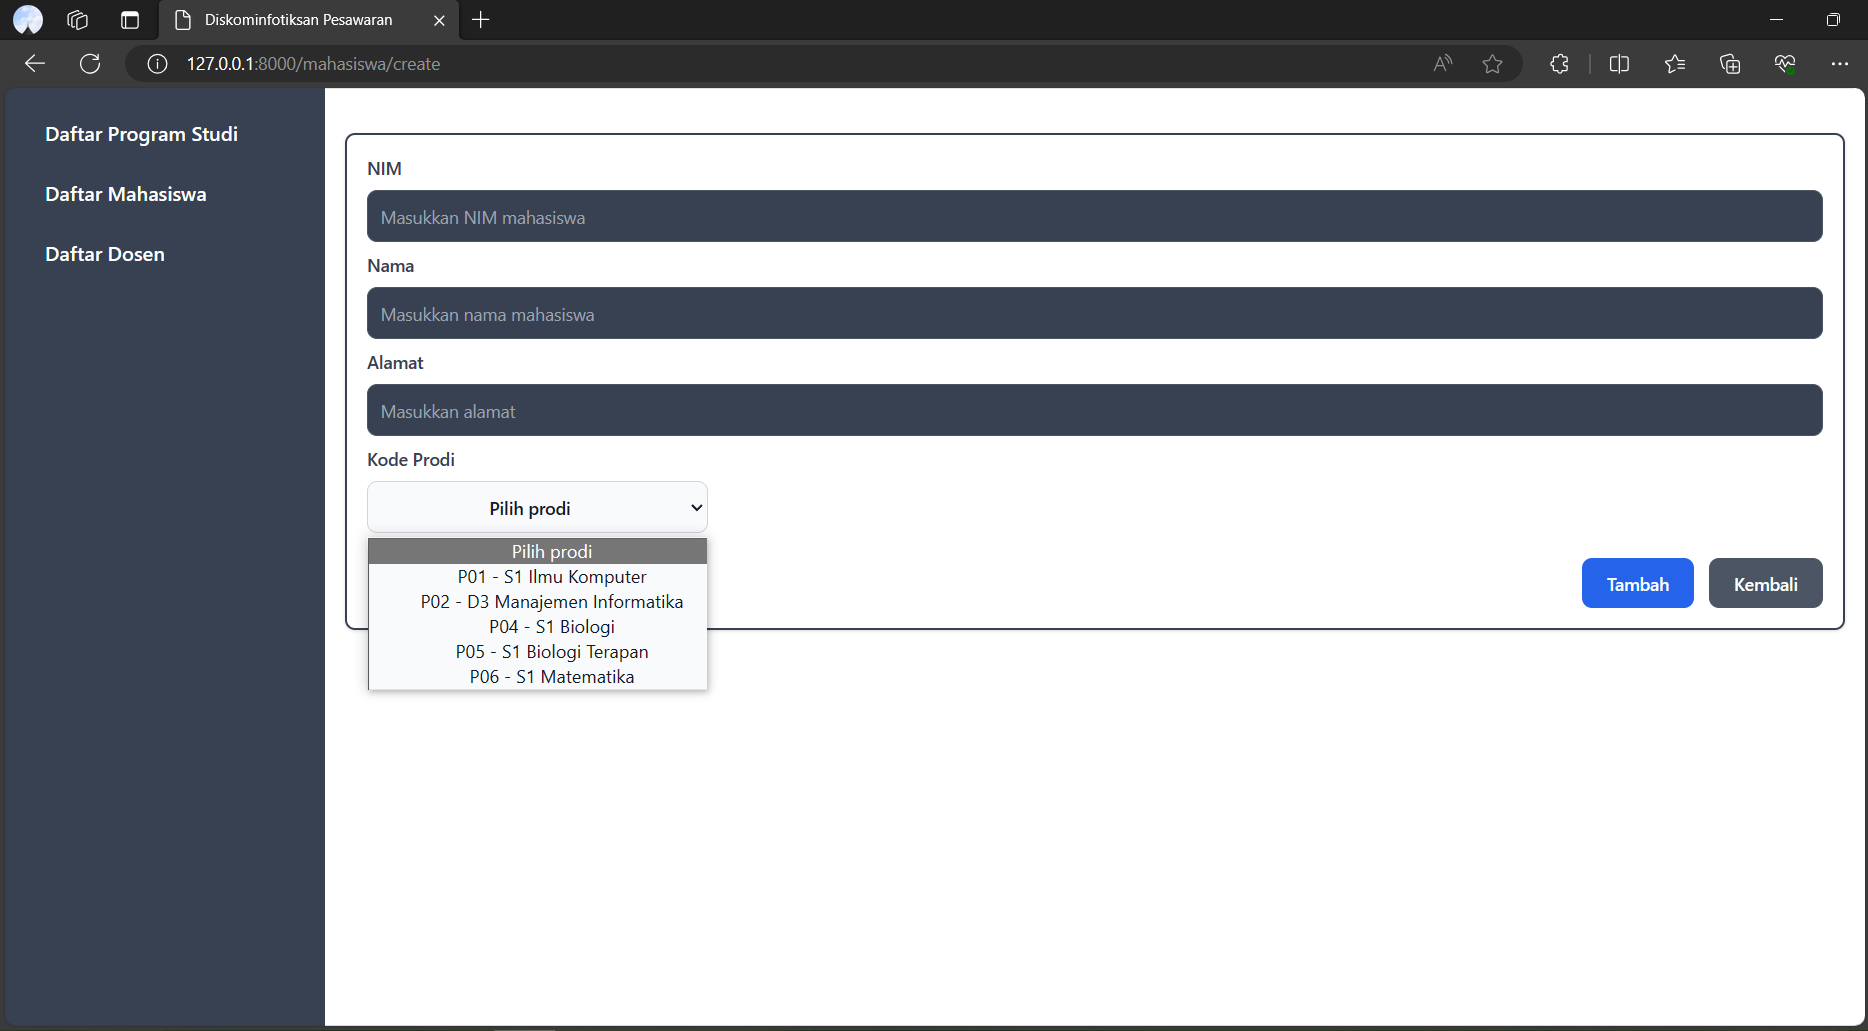 Diskominfotiksan Pesawaran
127.0.0.1:8000/mahasiswa/create
Daftar Program Studi
Daftar Mahasiswa
Daftar Dosen
NIM
Masukkan NIM mahasiswa
Nama
Masukkan nama mahasiswa
Alamat
Masukkan alamat
Kode Prodi
Pilih prodi
Pilih prodi
P01 - S1 Ilmu Komputer
P02 - D3 Manajemen Informatika
P04 - S1 Biologi
P05 - S1 Biologi Terapan
P06 - S1 Matematika
Tambah
Kembali